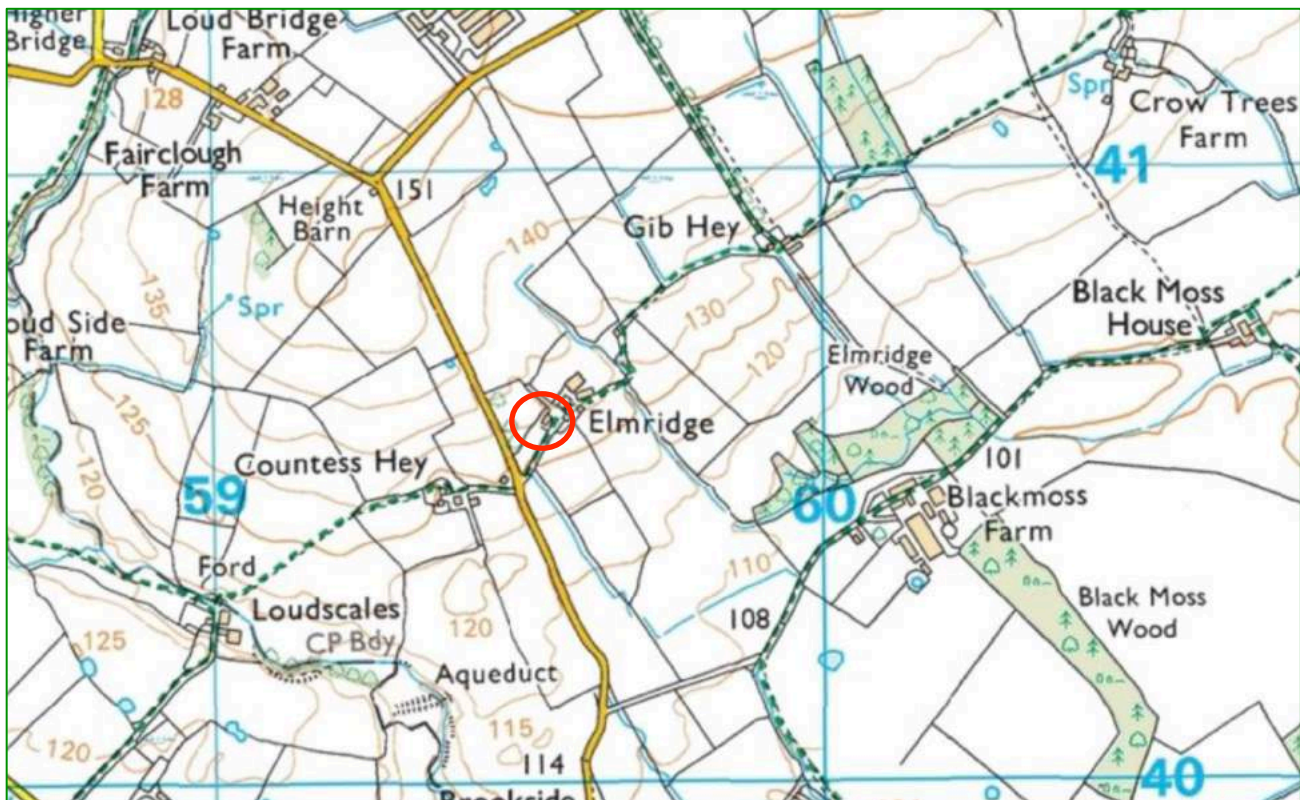 Bridge
Loud Bridge
Farm
128
Fairclough
Farm
151
Height
Barn
140
Gib Hey
Spr
Crow Trees
Farm
41
135
Spr
130
Black Moss
House
Side
Farm
120
Elmridge
Wood
125
Elmridge
Countess Hey
120
59
60
101
Blackmoss
Farm
Ford
110
Loudscales
CP Bdy
120
108
Black Moss
Wood
125
Aqueduct
115
120
114
40
Brookside